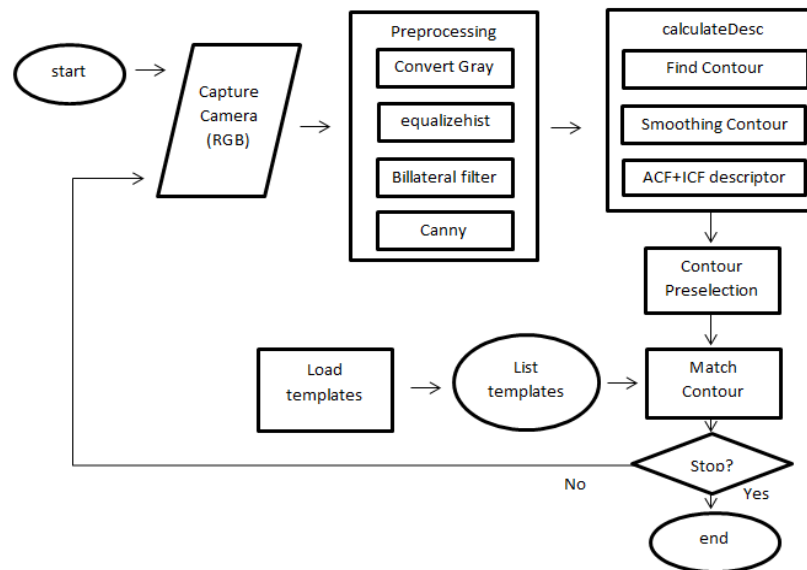 start
Capture
Camera
(RGB)
Preprocessing
Convert Gray
equalizehist
Billateral filter
Canny
calculateDesc
Find Contour
Smoothing Contour
ACF+ICF descriptor
Contour
Preselection
Load
templates
List
templates
Match
Contour
Stop?
No
Yes
end